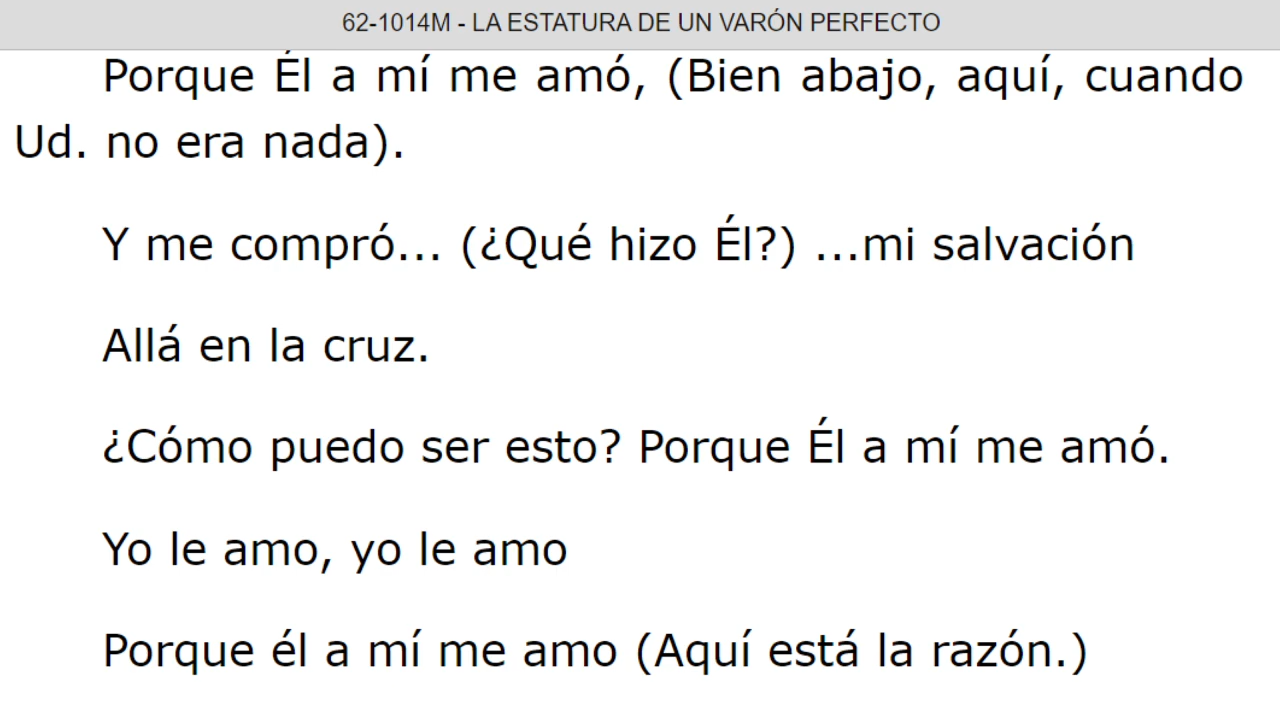 62-1014M - LA ESTATURA DE UN VARÓN PERFECTO
Porque Él a mí me amó, (Bien abajo, aquí, cuando
Ud. no era nada).
Y me compró... (¿Qué hizo Él?) ...mi salvación
Allá en la cruz.
¿Cómo puedo ser esto? Porque Él a mí me amó.
Yo le amo, yo le amo
Porque él a mí me amo (Aquí está la razón.)